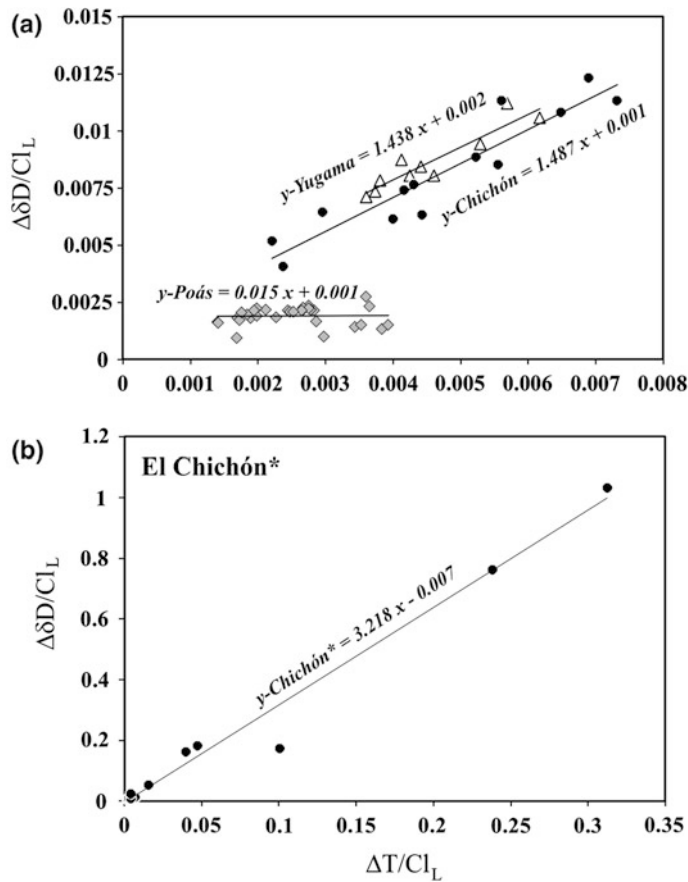 (a)
0.015
0.0125
0.01
0.0075
0.005
0.0025
0
ΔδD/Cl_L
y-Yugama = 1.438 x + 0.002
y-Chichón = 1.487 x + 0.001
y-Poás = 0.015 x + 0.001
0 0.001 0.002 0.003 0.004 0.005 0.006 0.007 0.008
(b)
El Chichón*
1.2
1
0.8
0.6
0.4
0.2
0
ΔδD/Cl_L
y-Chichón* = 3.218 x - 0.007
0 0.05 0.1 0.15 0.2 0.25 0.3 0.35
ΔT/Cl_L